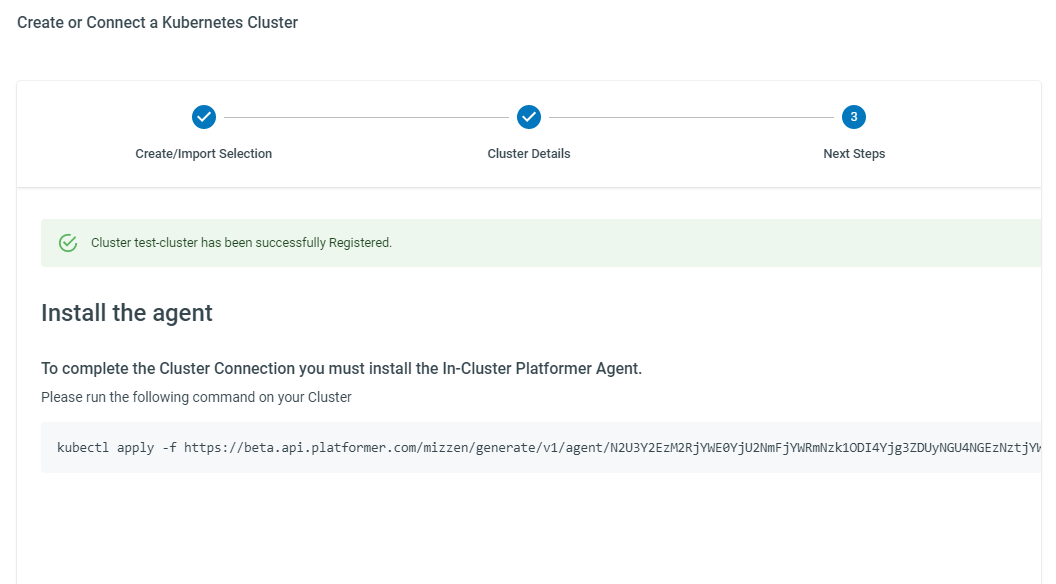 Create or Connect a Kubernetes Cluster
3
Create/Import Selection
Cluster Details
Next Steps
Cluster test-cluster has been successfully Registered.
Install the agent
To complete the Cluster Connection you must install the In-Cluster Platformer Agent.
Please run the following command on your Cluster
kubectl apply -f https://beta.api.platformer.com/mizzen/generate/v1/agent/N2U3Y2EzM2RjYWE0YjU2NmFjYWRmNzk1ODI4Yjg3ZDUyNGU4NGEzNztjYW